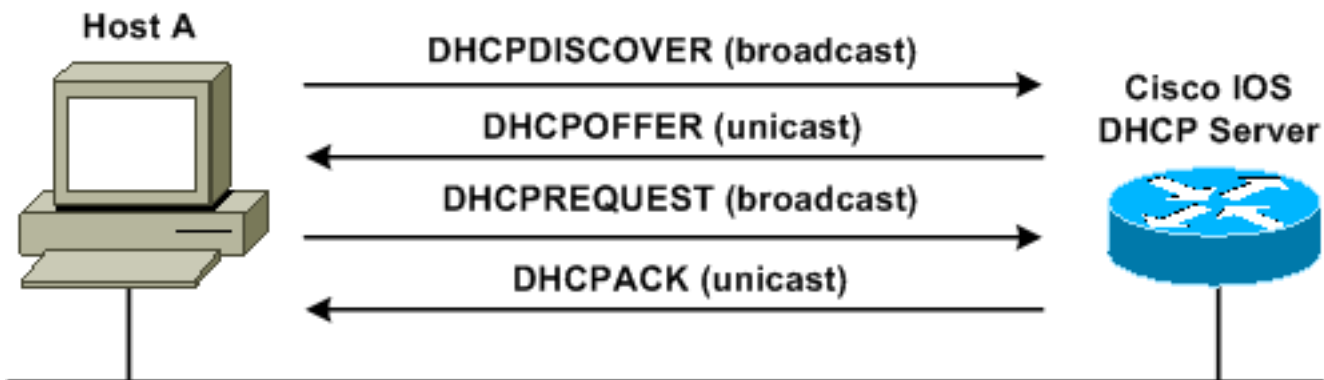 Host A
DHCPDISCOVER (broadcast)
Cisco IOS
DHCP Server
DHCPOFFER (unicast)
DHCPREQUEST (broadcast)
DHCPACK (unicast)